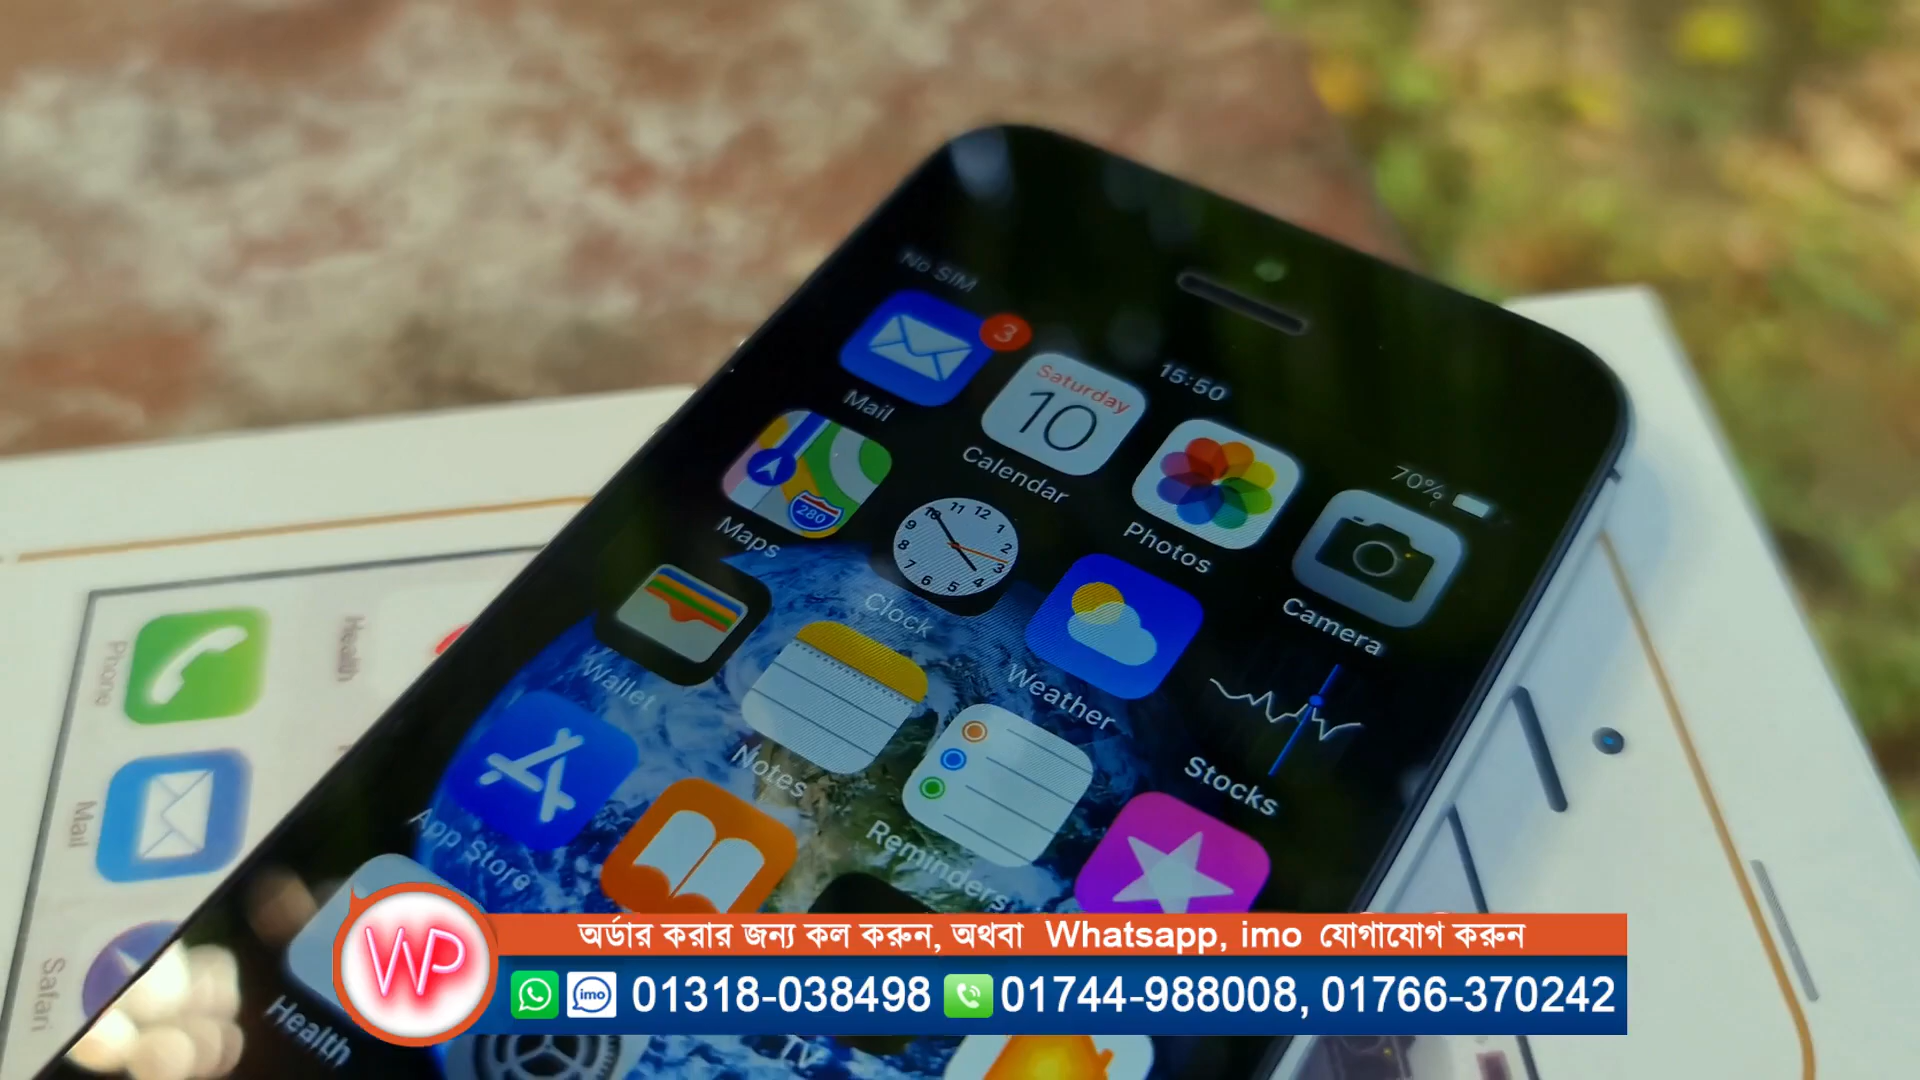 No SIM
15:50
70%
3
Mail
Saturday
10
Calendar
Photos
Camera
280
Maps
Clock
Weather
Stocks
Wallet
Notes
Reminders
App Store
Health
TV
Phone
Health
Mail
Safari
WP
অর্ডার করার জন্য কল করুন, অথবা Whatsapp, imo যোগাযোগ করুন
imo 01318-038498 01744-988008, 01766-370242